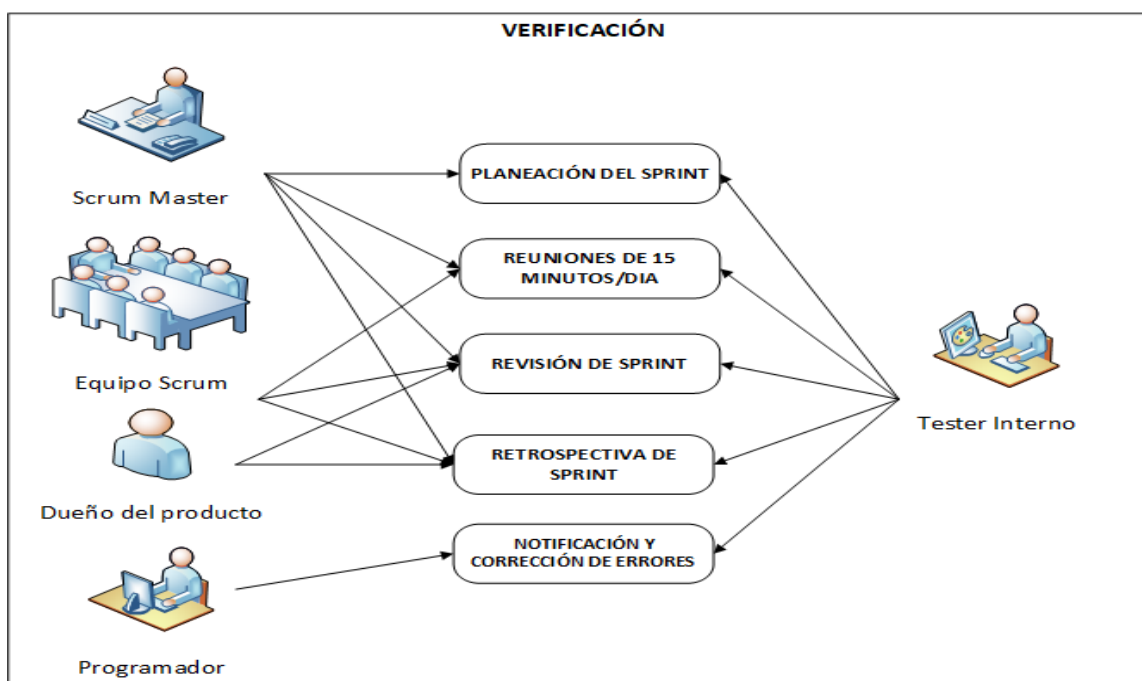 VERIFICACIÓN
Scrum Master
Equipo Scrum
Dueño del producto
Programador
PLANEACIÓN DEL SPRINT
REUNIONES DE 15
MINUTOS/DIA
REVISIÓN DE SPRINT
RETROSPECTIVA DE
SPRINT
NOTIFICACIÓN Y
CORRECCIÓN DE ERRORES
Tester Interno